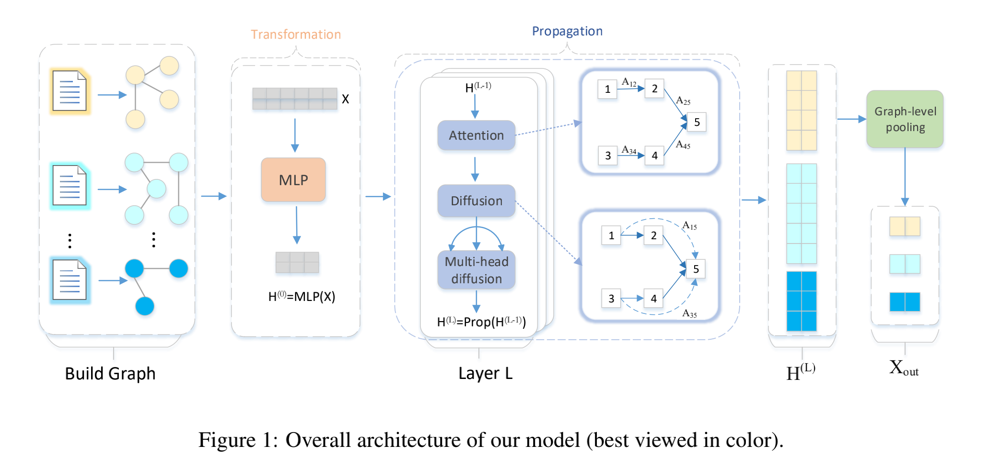 Transformation
Propagation
X
MLP
H(0)=MLP(X)
H(L-1)
Attention
Diffusion
Multi-head
diffusion
H(L)=Prop(H(L-1))
1
A12
2
A25
5
3
A34
4
A45
1
2
A15
5
3
4
A35
Graph-level
pooling
Build Graph
Layer L
H(L)
Xout
Figure 1: Overall architecture of our model (best viewed in color).